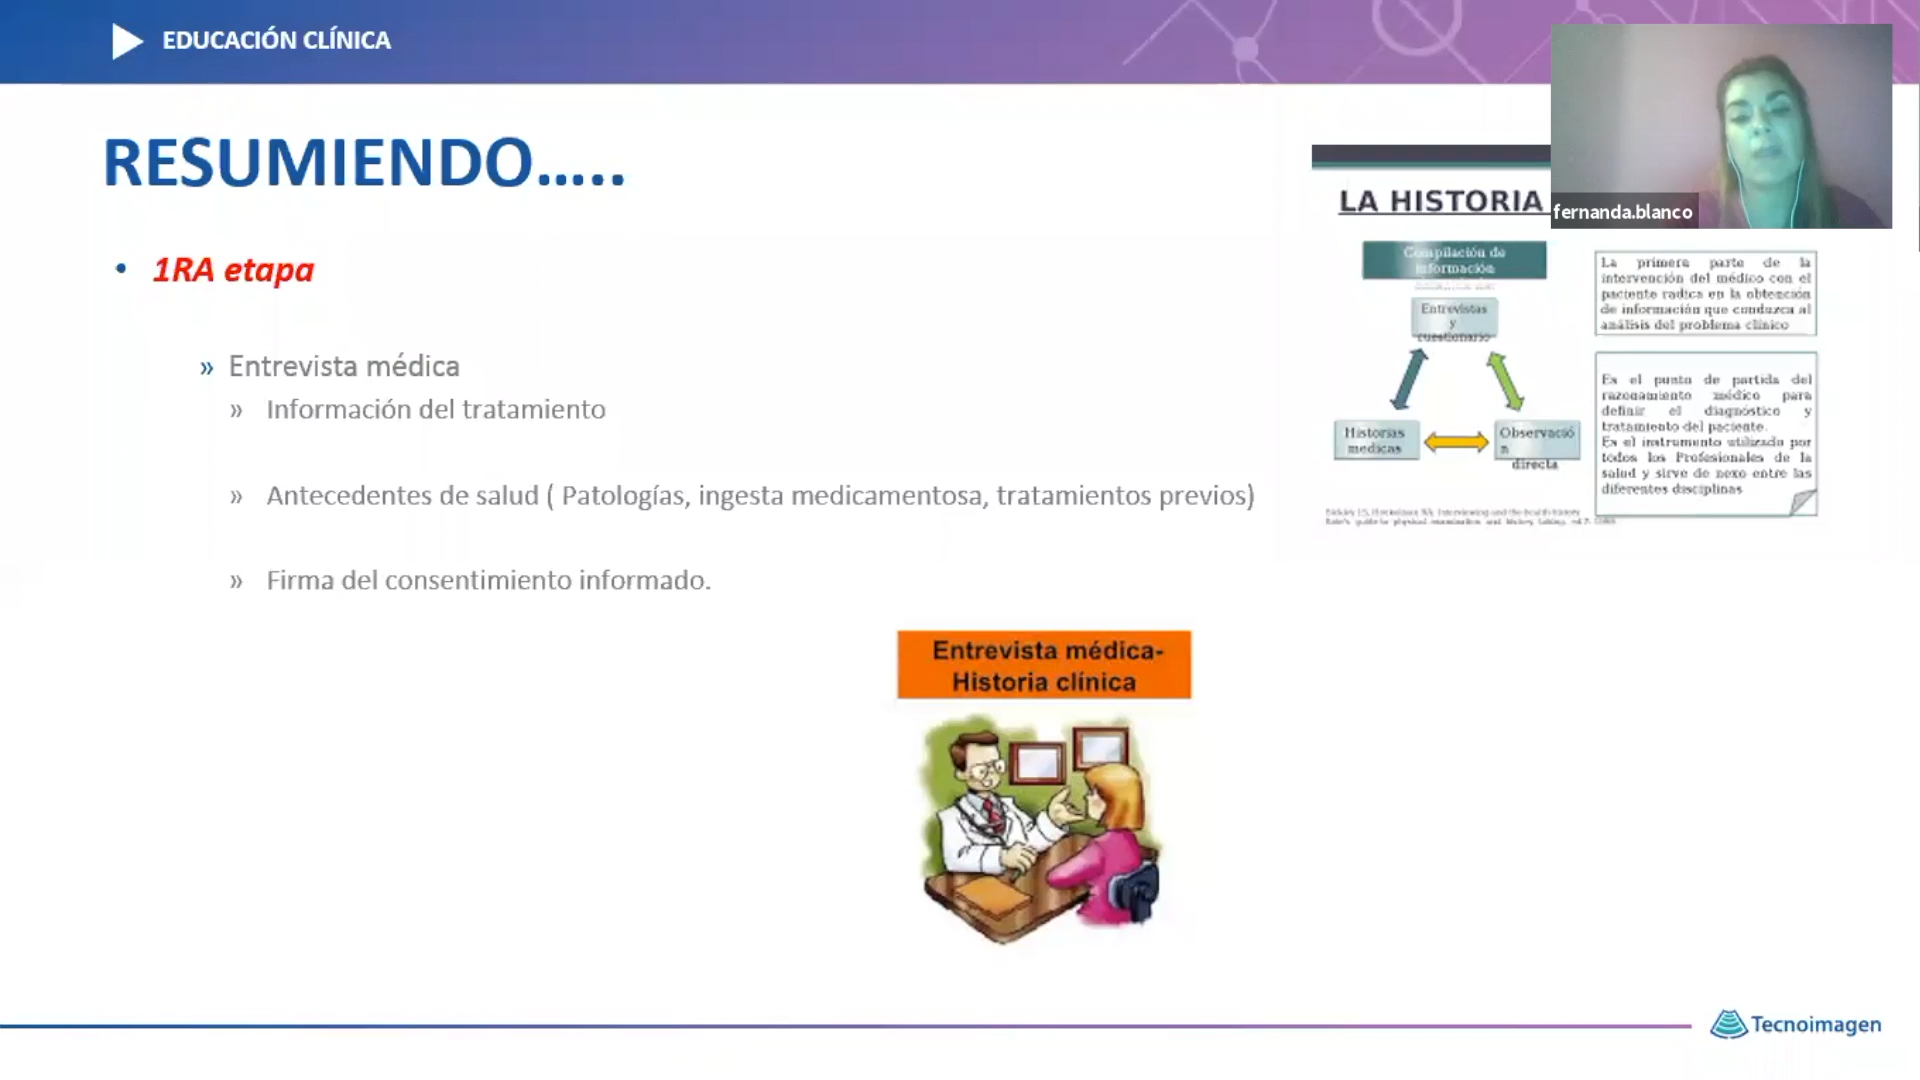 EDUCACIÓN CLÍNICA
RESUMIENDO.....
• 1RA etapa
» Entrevista médica
» Información del tratamiento
» Antecedentes de salud ( Patologías, ingesta medicamentosa, tratamientos previos)
» Firma del consentimiento informado.
LA HISTORIA
fernanda.blanco
Compilación de
información
Entrevistas
y
cuestionario
Historias
medicas
Observació
n
directa
La primera parte de la
intervención del médico con el
paciente radica en la obtención
de información que conduzca al
análisis del problema clínico
Es el punto de partida del
razonamiento médico para
definir el diagnóstico y
tratamiento del paciente.
Es el instrumento utilizado por
todos los Profesionales de la
salud y sirve de nexo entre las
diferentes disciplinas
Entrevista médica-
Historia clínica
Tecnoimagen